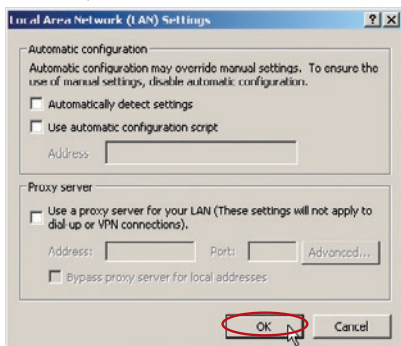 Local Area Network (LAN) Settings
Automatic configuration
Automatic configuration may override manual settings. To ensure the
use of manual settings, disable automatic configuration.
Automatically detect settings
Use automatic configuration script
Address
Proxy server
Use a proxy server for your LAN (These settings will not apply to
dial-up or VPN connections).
Address: Port: Advanced...
Bypass proxy server for local addresses
OK Cancel